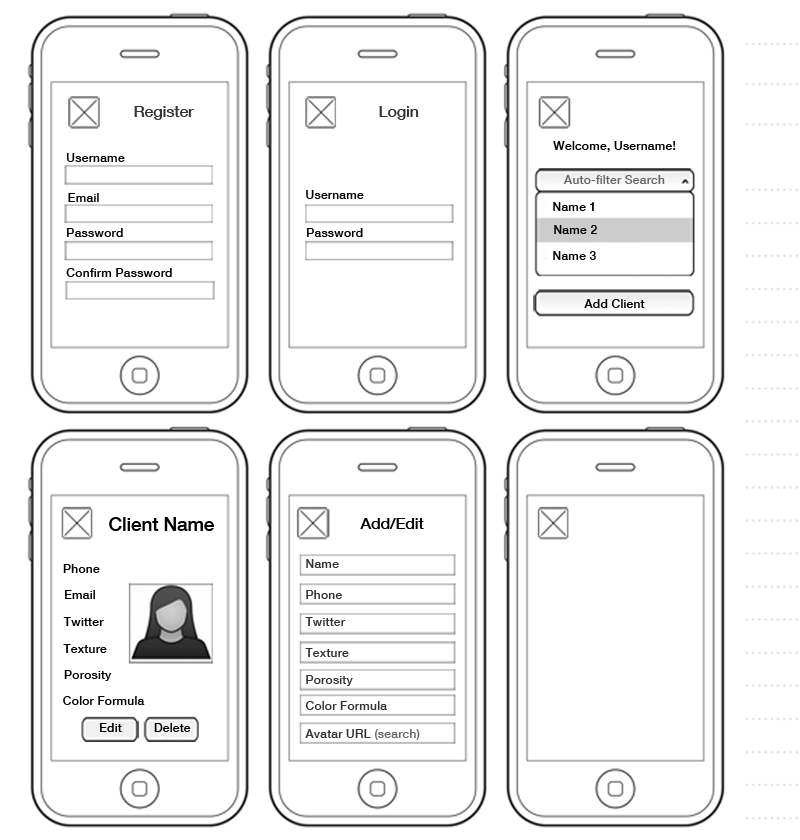 Register
Username
Email
Password
Confirm Password
Login
Username
Password
Welcome, Username!
Auto-filter Search
Name 1
Name 2
Name 3
Add Client
Client Name
Phone
Email
Twitter
Texture
Porosity
Color Formula
Edit
Delete
Add/Edit
Name
Phone
Twitter
Texture
Porosity
Color Formula
Avatar URL (search)